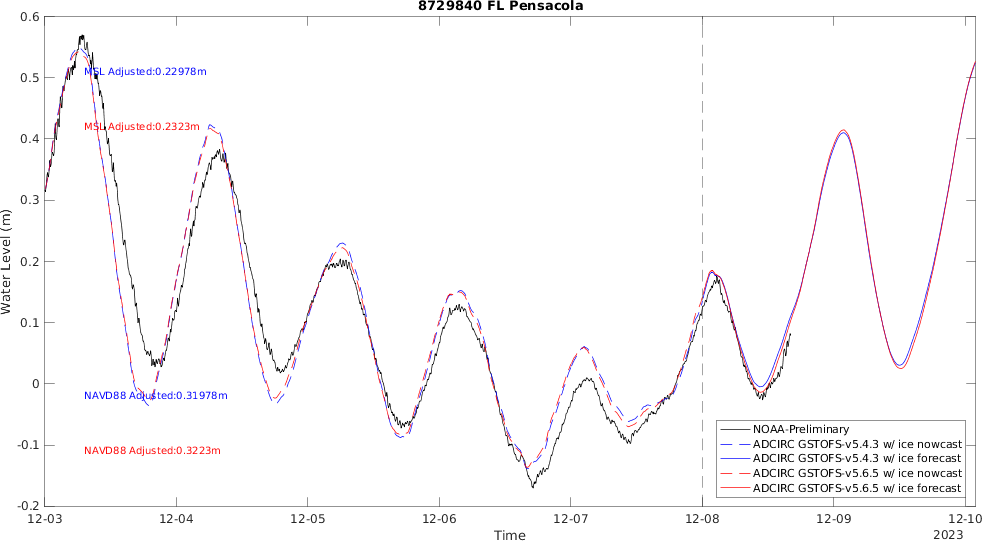 8729840 FL Pensacola
0.6
0.5
0.4
0.3
0.2
0.1
0
-0.1
-0.2
Water Level (m)
MSL Adjusted:0.22978m
MSL Adjusted:0.2323m
NAVD88 Adjusted:0.31978m
NAVD88 Adjusted:0.3223m
NOAA-Preliminary
ADCIRC GSTOFS-v5.4.3 w/ ice nowcast
ADCIRC GSTOFS-v5.4.3 w/ ice forecast
ADCIRC GSTOFS-v5.6.5 w/ ice nowcast
ADCIRC GSTOFS-v5.6.5 w/ ice forecast
12-03 12-04 12-05 12-06 12-07 12-08 12-09 12-10
Time
2023